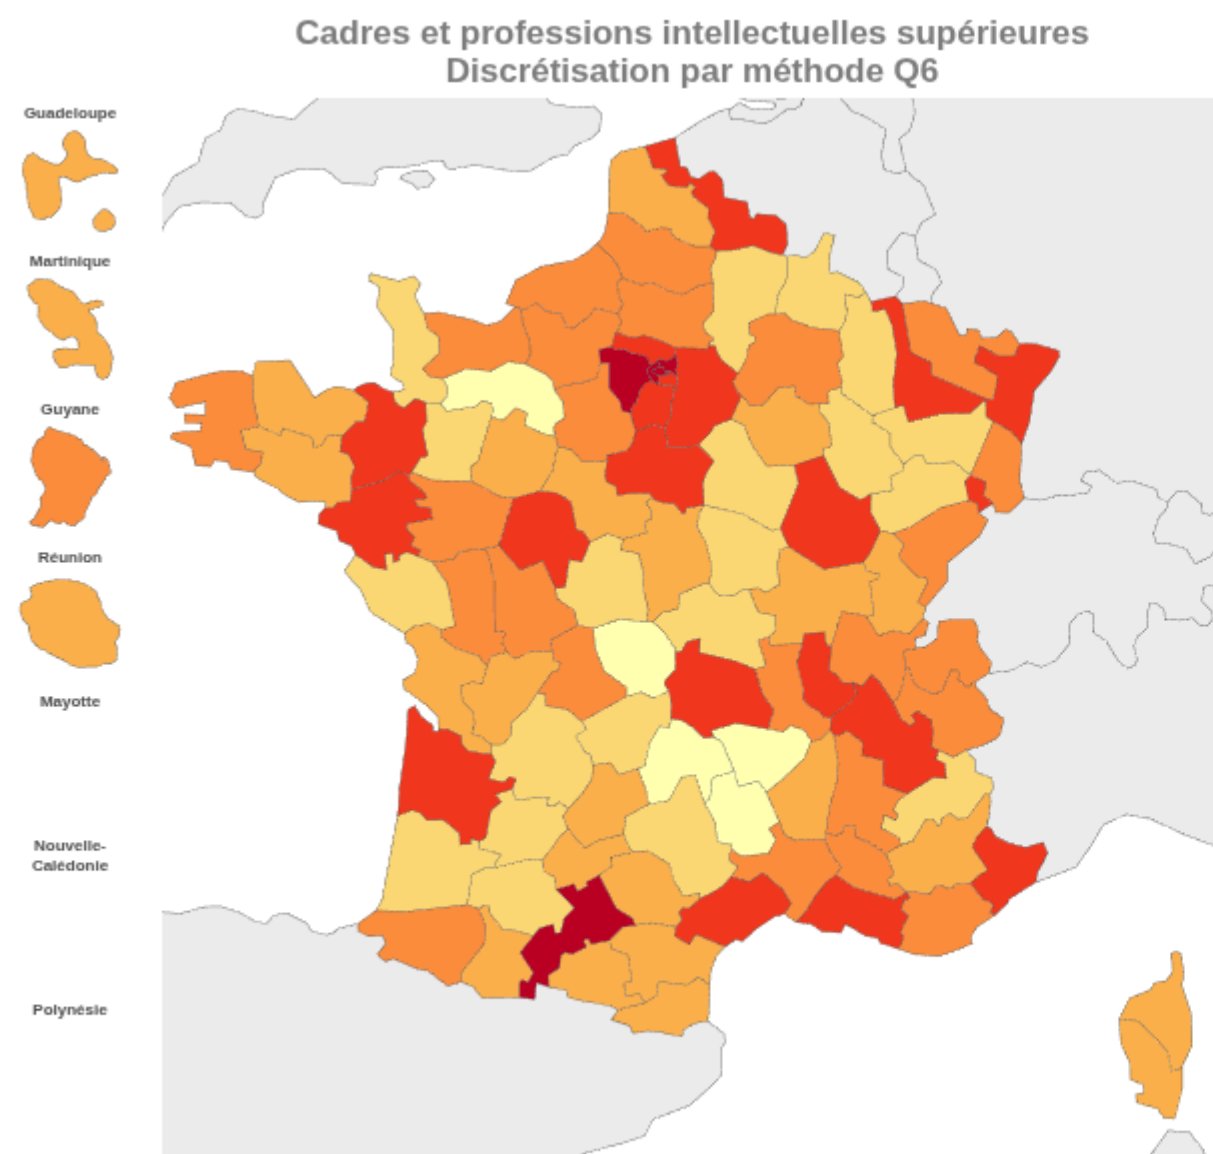 Cadres et professions intellectuelles supérieures
Discrétisation par méthode Q6
Guadeloupe
Martinique
Guyane
Réunion
Mayotte
Nouvelle-
Calédonie
Polynésie